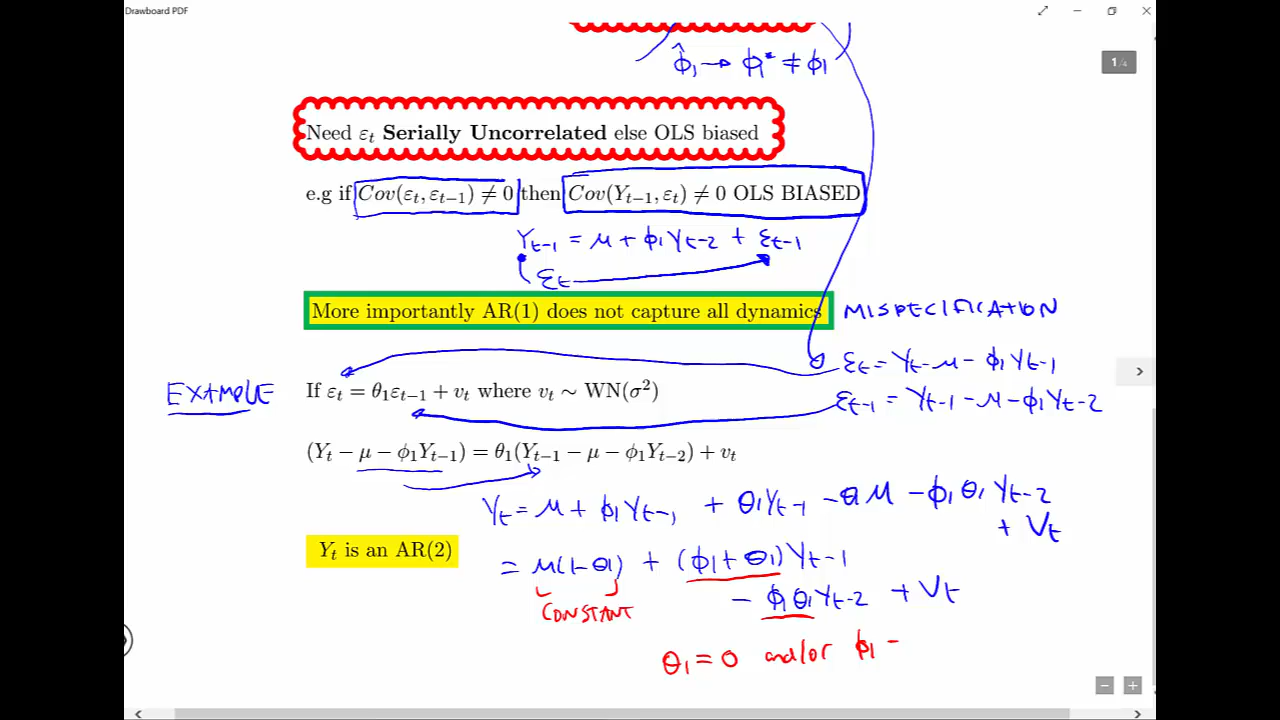 Drawboard PDF
ϕ̂₁ → ϕ₁* ≠ ϕ₁
1/4
Need εₜ Serially Uncorrelated else OLS biased
e.g if Cov(εₜ, εₜ₋₁) ≠ 0 then Cov(Yₜ₋₁, εₜ) ≠ 0 OLS BIASED
Yₜ₋₁ = μ + ϕ₁Yₜ₋₂ + εₜ₋₁
εₜ
More importantly AR(1) does not capture all dynamics MISPECIFICATION
εₜ = Yₜ - μ - ϕ₁Yₜ₋₁
EXAMPLE If εₜ = θ₁εₜ₋₁ + vₜ where vₜ ∼ WN(σ²)
εₜ₋₁ = Yₜ₋₁ - μ - ϕ₁Yₜ₋₂
(Yₜ − μ − ϕ₁Yₜ₋₁) = θ₁(Yₜ₋₁ − μ − ϕ₁Yₜ₋₂) + vₜ
Yₜ = μ + ϕ₁Yₜ₋₁ + θ₁Yₜ₋₁ - θ₁μ - ϕ₁θ₁Yₜ₋₂
+ Vₜ
Yₜ is an AR(2)
= μ(1-θ₁) + (ϕ₁+θ₁)Yₜ₋₁
- ϕ₁θ₁Yₜ₋₂ + Vₜ
CONSTANT
θ₁ = 0 and/or ϕ₁ -